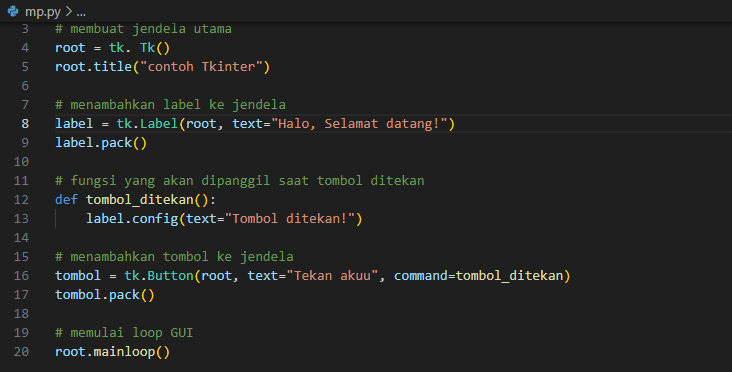 mp.py > ...
3 # membuat jendela utama
4 root = tk. Tk()
5 root.title("contoh Tkinter")
6
7 # menambahkan label ke jendela
8 label = tk.Label(root, text="Halo, Selamat datang!")
9 label.pack()
10
11 # fungsi yang akan dipanggil saat tombol ditekan
12 def tombol_ditekan():
13     label.config(text="Tombol ditekan!")
14
15 # menambahkan tombol ke jendela
16 tombol = tk.Button(root, text="Tekan akuu", command=tombol_ditekan)
17 tombol.pack()
18
19 # memulai loop GUI
20 root.mainloop()